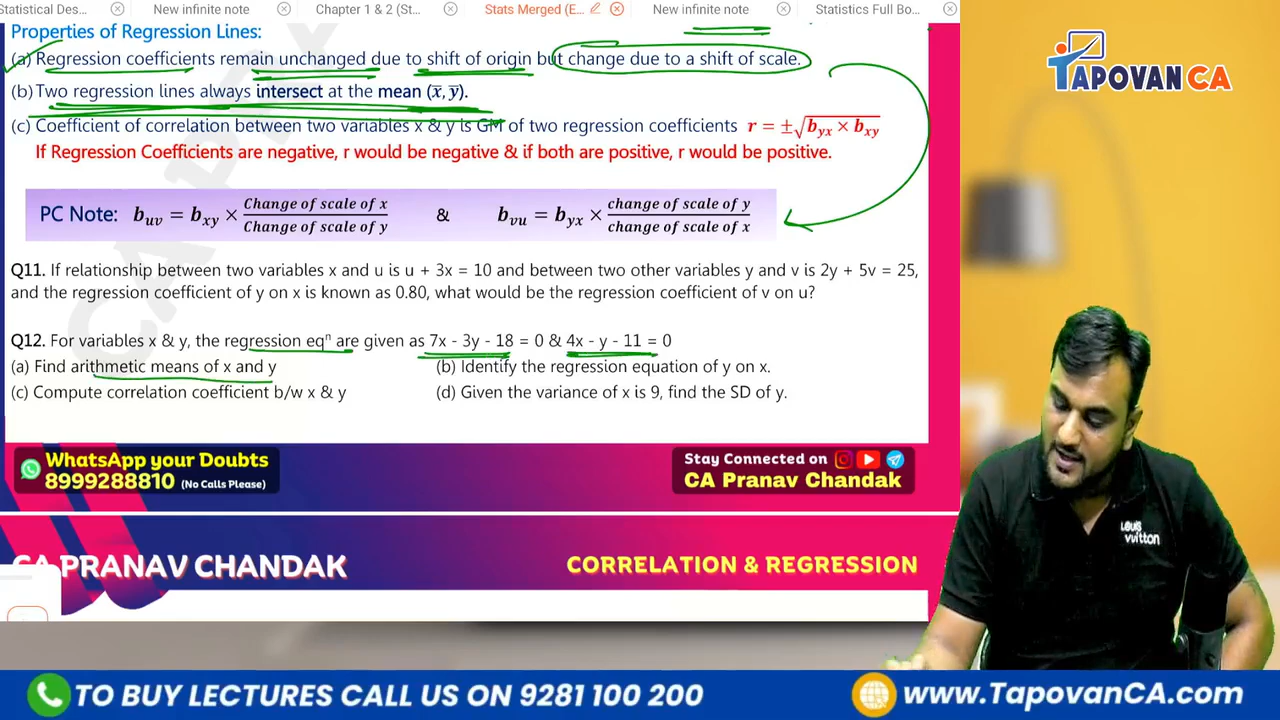 Statistical Des...
New infinite note
Chapter 1 & 2 (St...
Stats Merged (E...
New infinite note
Statistics Full Bo...
Properties of Regression Lines:
(a) Regression coefficients remain unchanged due to shift of origin but change due to a shift of scale.
(b) Two regression lines always intersect at the mean (x̅, y̅).
(c) Coefficient of correlation between two variables x & y is GM of two regression coefficients r = ±√(b_yx × b_xy)
If Regression Coefficients are negative, r would be negative & if both are positive, r would be positive.
PC Note: b_uv = b_xy × Change of scale of x / Change of scale of y & b_vu = b_yx × change of scale of y / change of scale of x
Q11. If relationship between two variables x and u is u + 3x = 10 and between two other variables y and v is 2y + 5v = 25,
and the regression coefficient of y on x is known as 0.80, what would be the regression coefficient of v on u?
Q12. For variables x & y, the regression eqⁿ are given as 7x - 3y - 18 = 0 & 4x - y - 11 = 0
(a) Find arithmetic means of x and y (b) Identify the regression equation of y on x.
(c) Compute correlation coefficient b/w x & y (d) Given the variance of x is 9, find the SD of y.
WhatsApp your Doubts
8999288810 (No Calls Please)
Stay Connected on
CA Pranav Chandak
CA PRANAV CHANDAK
CORRELATION & REGRESSION
TAPOVANCA
Louis
vuitton
TO BUY LECTURES CALL US ON 9281 100 200
www.TapovanCA.com